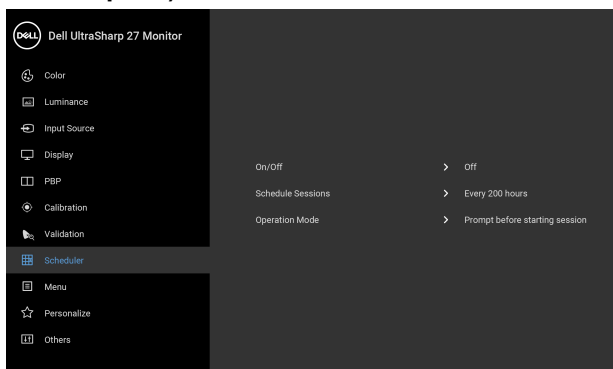 DELL Dell UltraSharp 27 Monitor
Color
Luminance
Input Source
Display
PBP
Calibration
Validation
Scheduler
Menu
Personalize
Others
On/Off Off
Schedule Sessions Every 200 hours
Operation Mode Prompt before starting session